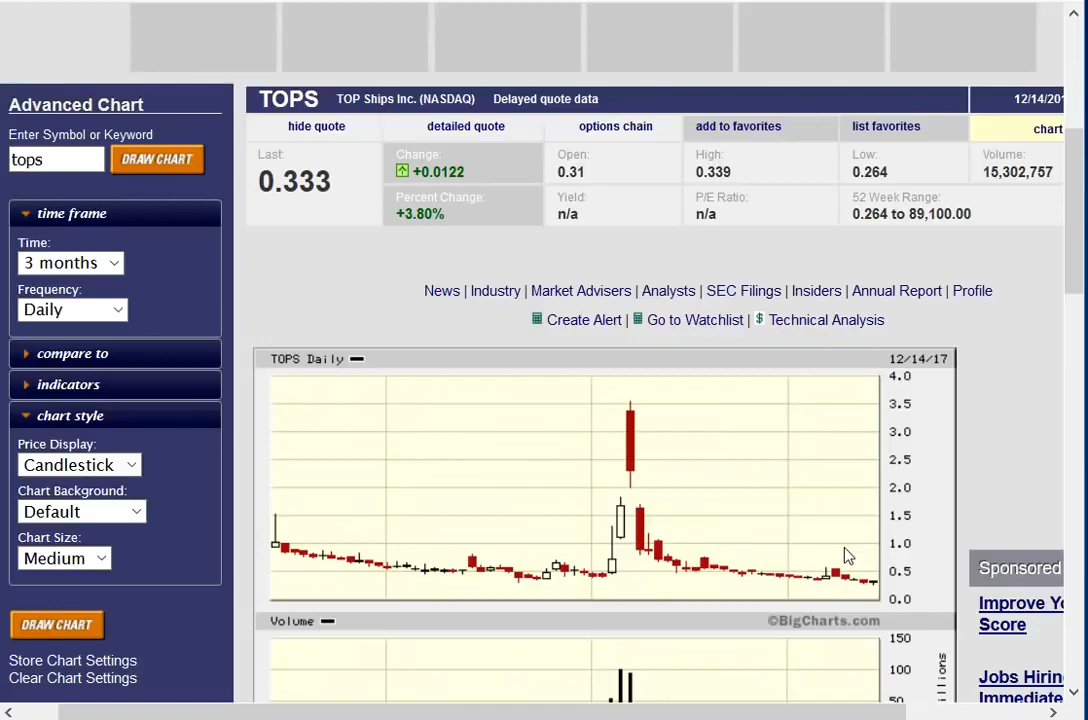 Advanced Chart
Enter Symbol or Keyword
tops
DRAW CHART
time frame
Time:
3 months
Frequency:
Daily
compare to
indicators
chart style
Price Display:
Candlestick
Chart Background:
Default
Chart Size:
Medium
DRAW CHART
Store Chart Settings
Clear Chart Settings
TOPS TOP Ships Inc. (NASDAQ) Delayed quote data 12/14/201
hide quote detailed quote options chain add to favorites list favorites chart
Last: Change: Open: High: Low: Volume:
0.333 +0.0122 0.31 0.339 0.264 15,302,757
Percent Change: Yield: P/E Ratio: 52 Week Range:
+3.80% n/a n/a 0.264 to 89,100.00
News | Industry | Market Advisers | Analysts | SEC Filings | Insiders | Annual Report | Profile
Create Alert | Go to Watchlist | $ Technical Analysis
TOPS Daily 12/14/17
4.0
3.5
3.0
2.5
2.0
1.5
1.0
0.5
0.0
Volume ©BigCharts.com
150
100
50
illions
Sponsored
Improve Yo
Score
Jobs Hirin
Immediate